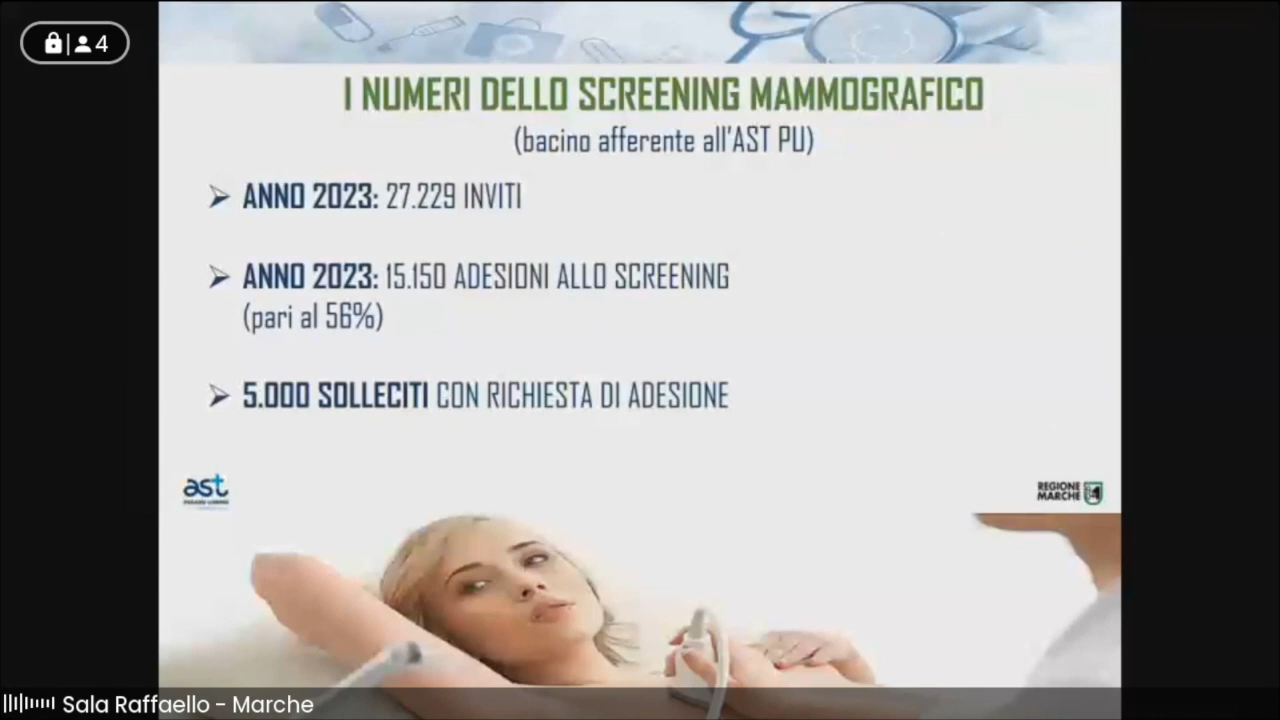 4
I NUMERI DELLO SCREENING MAMMOGRAFICO
(bacino afferente all'AST PU)
ANNO 2023: 27.229 INVITI
ANNO 2023: 15.150 ADESIONI ALLO SCREENING
(pari al 56%)
5.000 SOLLECITI CON RICHIESTA DI ADESIONE
ast
REGIONE
MARCHE
Sala Raffaello - Marche